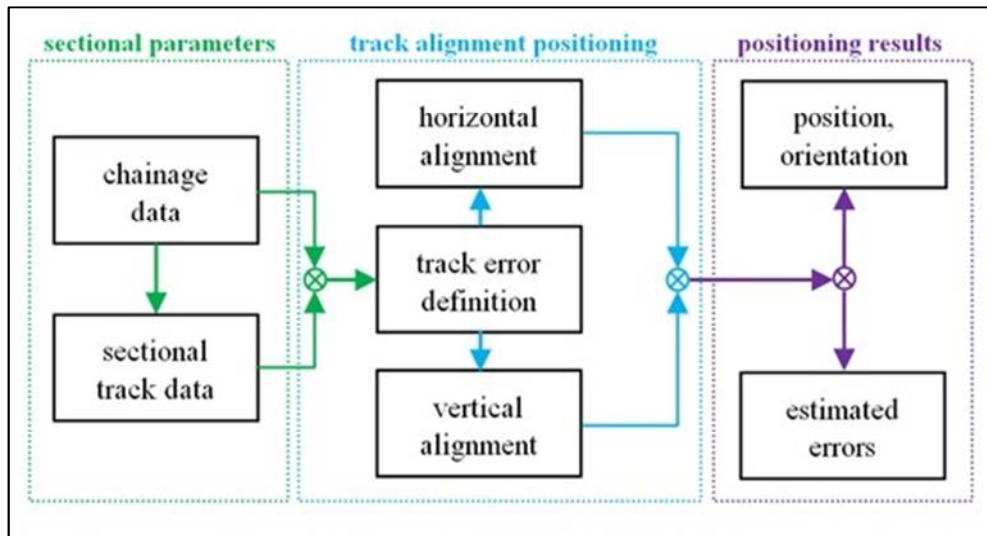 sectional parameters
track alignment positioning
positioning results
chainage
data
sectional
track data
horizontal
alignment
track error
definition
vertical
alignment
position,
orientation
estimated
errors